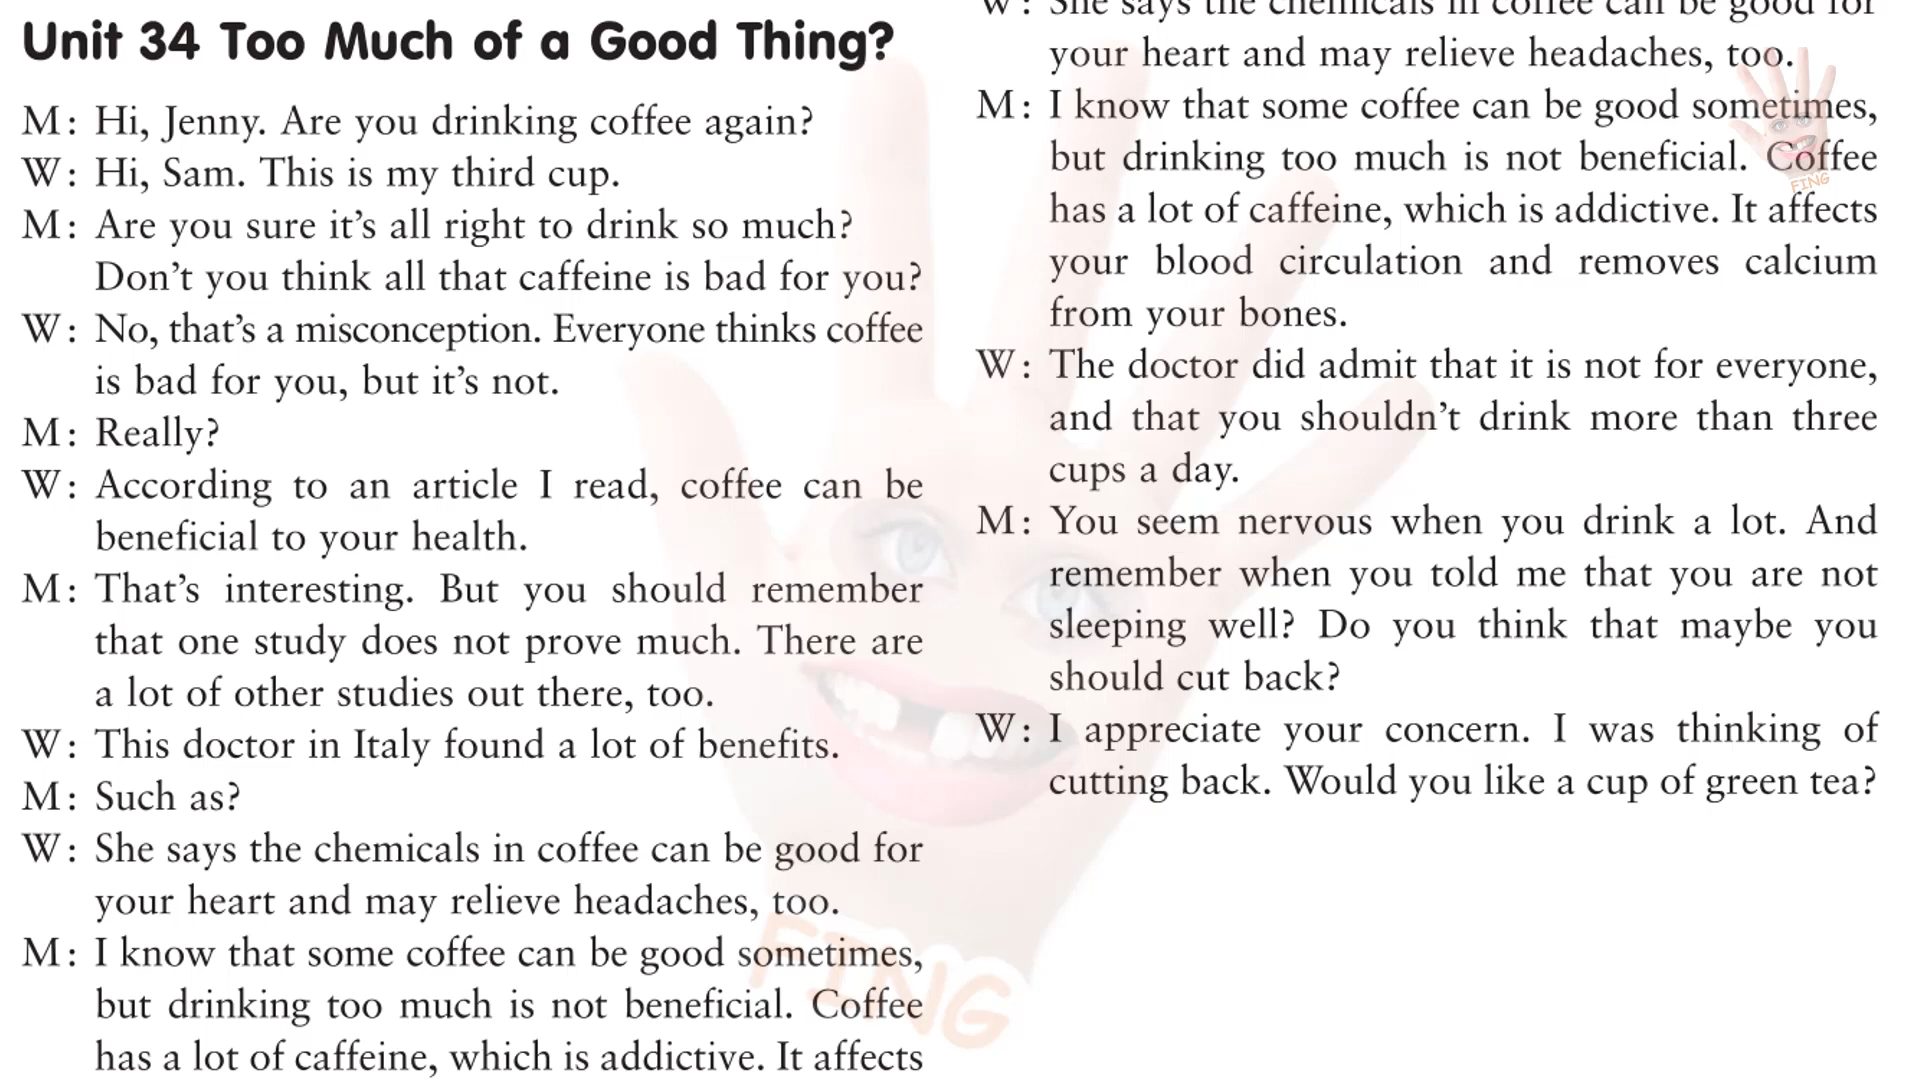 Unit 34 Too Much of a Good Thing?
M: Hi, Jenny. Are you drinking coffee again?
W: Hi, Sam. This is my third cup.
M: Are you sure it's all right to drink so much?
Don't you think all that caffeine is bad for you?
W: No, that's a misconception. Everyone thinks coffee
is bad for you, but it's not.
M: Really?
W: According to an article I read, coffee can be
beneficial to your health.
M: That's interesting. But you should remember
that one study does not prove much. There are
a lot of other studies out there, too.
W: This doctor in Italy found a lot of benefits.
M: Such as?
W: She says the chemicals in coffee can be good for
your heart and may relieve headaches, too.
M: I know that some coffee can be good sometimes,
but drinking too much is not beneficial. Coffee
has a lot of caffeine, which is addictive. It affects
W: She says the chemicals in coffee can be good for
your heart and may relieve headaches, too.
M: I know that some coffee can be good sometimes,
but drinking too much is not beneficial. Coffee
has a lot of caffeine, which is addictive. It affects
your blood circulation and removes calcium
from your bones.
W: The doctor did admit that it is not for everyone,
and that you shouldn't drink more than three
cups a day.
M: You seem nervous when you drink a lot. And
remember when you told me that you are not
sleeping well? Do you think that maybe you
should cut back?
W: I appreciate your concern. I was thinking of
cutting back. Would you like a cup of green tea?
FING
FING